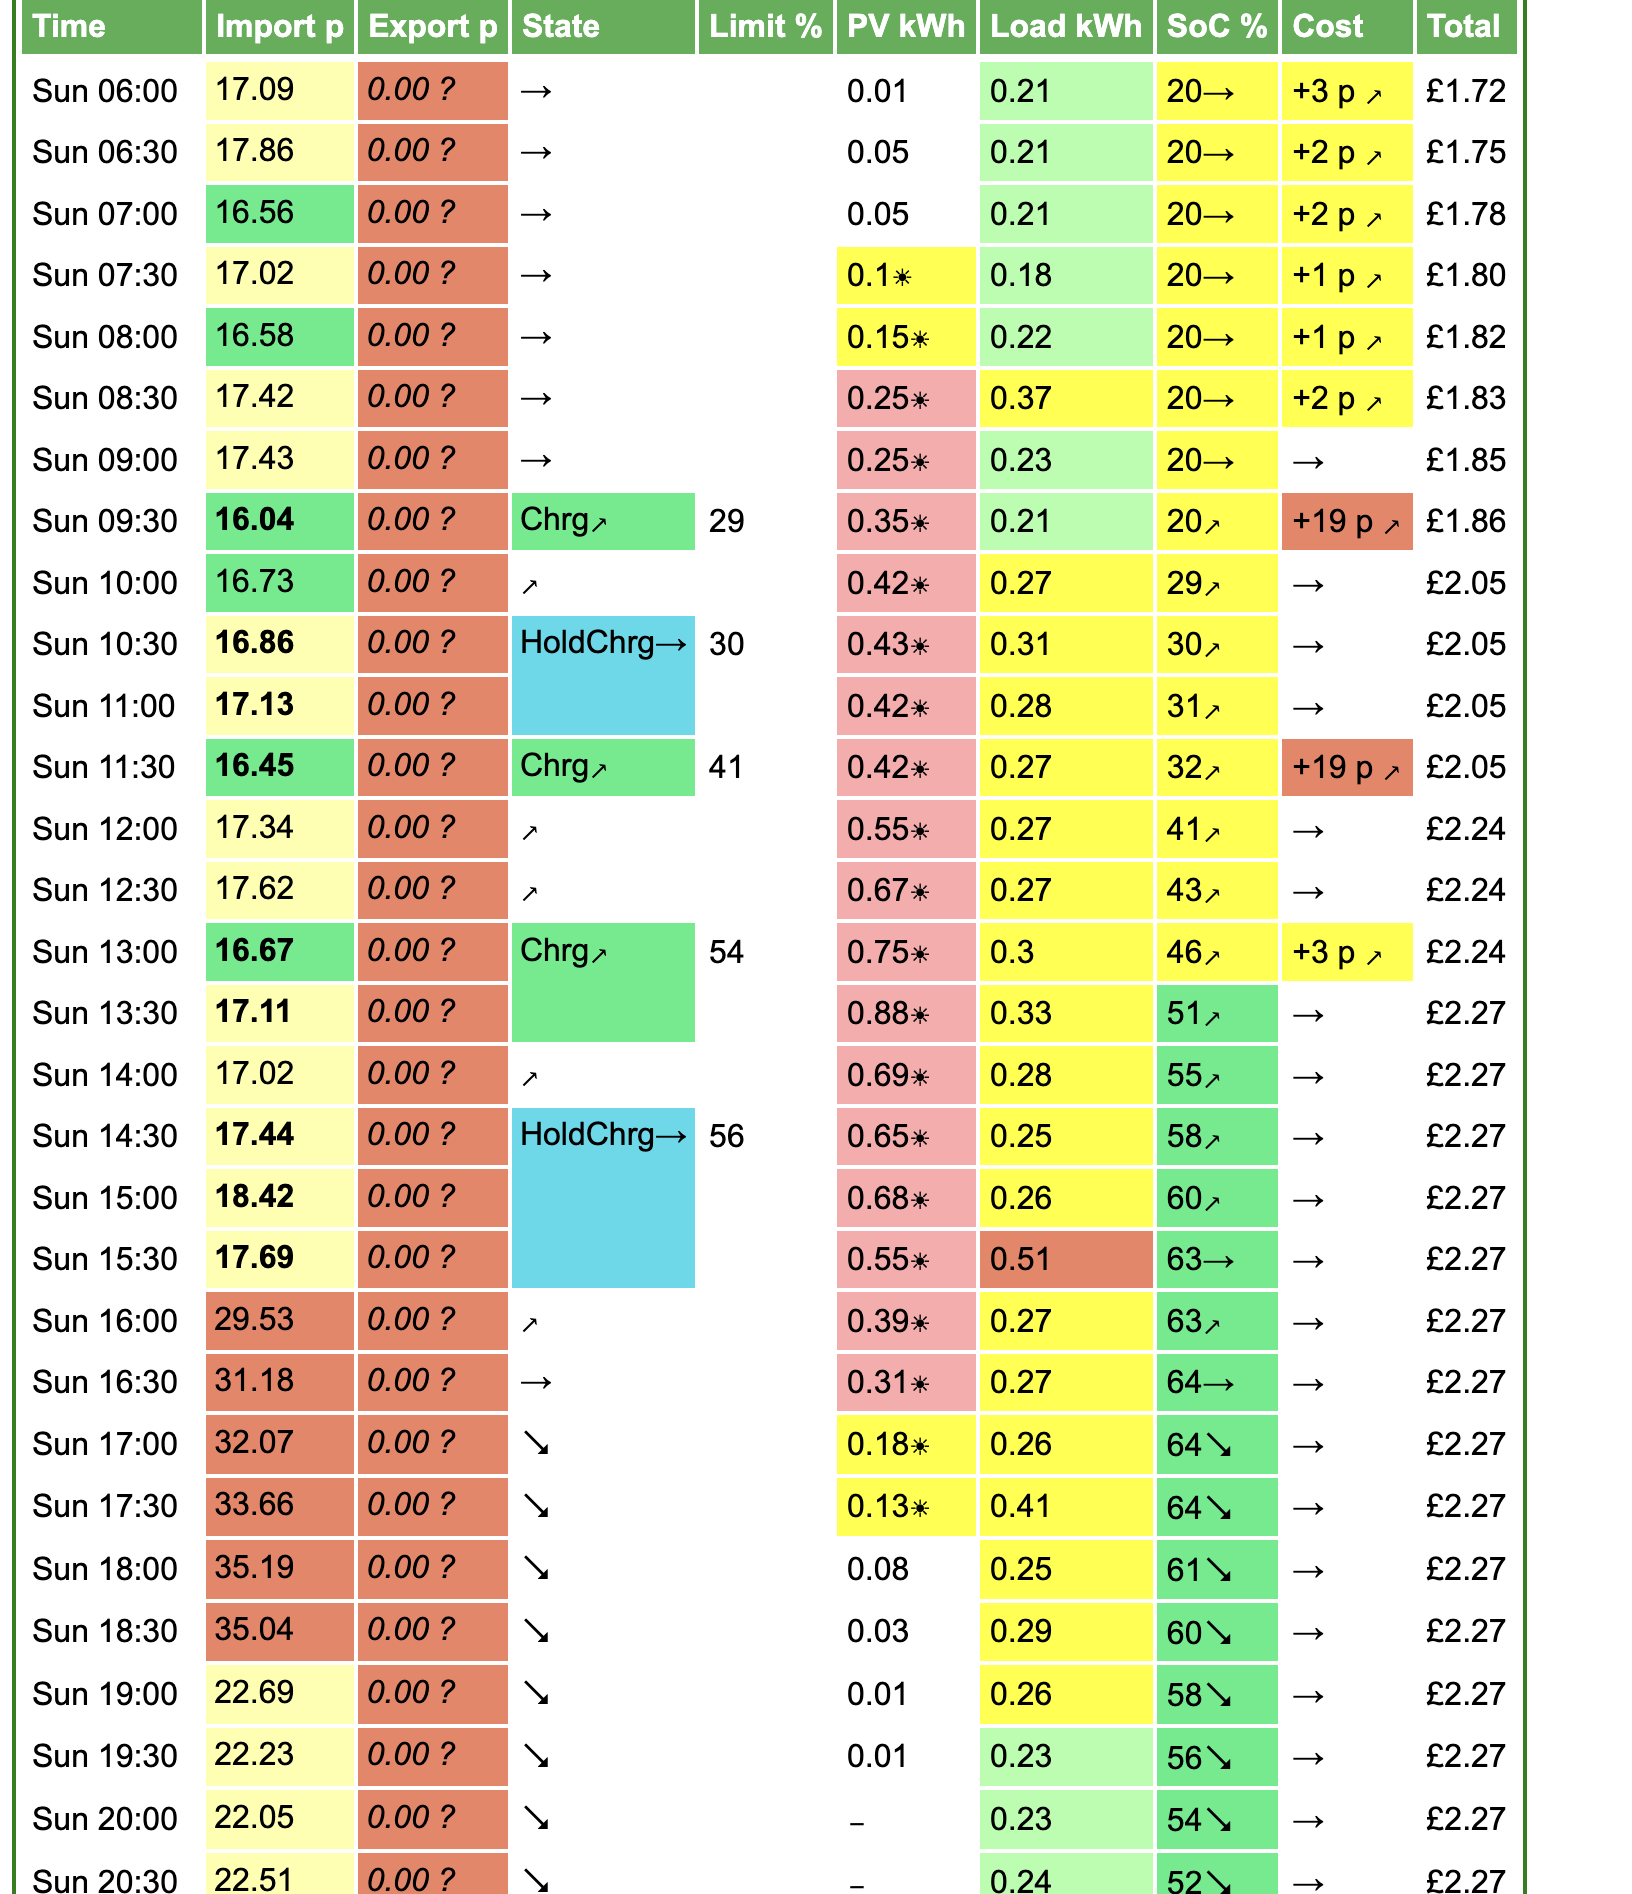 Time Import p Export p State Limit % PV kWh Load kWh SoC % Cost Total
Sun 06:00 17.09 0.00 ? → 0.01 0.21 20→ +3 p ↗ £1.72
Sun 06:30 17.86 0.00 ? → 0.05 0.21 20→ +2 p ↗ £1.75
Sun 07:00 16.56 0.00 ? → 0.05 0.21 20→ +2 p ↗ £1.78
Sun 07:30 17.02 0.00 ? → 0.1☀ 0.18 20→ +1 p ↗ £1.80
Sun 08:00 16.58 0.00 ? → 0.15☀ 0.22 20→ +1 p ↗ £1.82
Sun 08:30 17.42 0.00 ? → 0.25☀ 0.37 20→ +2 p ↗ £1.83
Sun 09:00 17.43 0.00 ? → 0.25☀ 0.23 20→ → £1.85
Sun 09:30 16.04 0.00 ? Chrg↗ 29 0.35☀ 0.21 20↗ +19 p ↗ £1.86
Sun 10:00 16.73 0.00 ? ↗ 0.42☀ 0.27 29↗ → £2.05
Sun 10:30 16.86 0.00 ? HoldChrg→ 30 0.43☀ 0.31 30↗ → £2.05
Sun 11:00 17.13 0.00 ? 0.42☀ 0.28 31↗ → £2.05
Sun 11:30 16.45 0.00 ? Chrg↗ 41 0.42☀ 0.27 32↗ +19 p ↗ £2.05
Sun 12:00 17.34 0.00 ? ↗ 0.55☀ 0.27 41↗ → £2.24
Sun 12:30 17.62 0.00 ? ↗ 0.67☀ 0.27 43↗ → £2.24
Sun 13:00 16.67 0.00 ? Chrg↗ 54 0.75☀ 0.3 46↗ +3 p ↗ £2.24
Sun 13:30 17.11 0.00 ? 0.88☀ 0.33 51↗ → £2.27
Sun 14:00 17.02 0.00 ? ↗ 0.69☀ 0.28 55↗ → £2.27
Sun 14:30 17.44 0.00 ? HoldChrg→ 56 0.65☀ 0.25 58↗ → £2.27
Sun 15:00 18.42 0.00 ? 0.68☀ 0.26 60↗ → £2.27
Sun 15:30 17.69 0.00 ? 0.55☀ 0.51 63→ → £2.27
Sun 16:00 29.53 0.00 ? ↗ 0.39☀ 0.27 63↗ → £2.27
Sun 16:30 31.18 0.00 ? → 0.31☀ 0.27 64→ → £2.27
Sun 17:00 32.07 0.00 ? ↘ 0.18☀ 0.26 64↘ → £2.27
Sun 17:30 33.66 0.00 ? ↘ 0.13☀ 0.41 64↘ → £2.27
Sun 18:00 35.19 0.00 ? ↘ 0.08 0.25 61↘ → £2.27
Sun 18:30 35.04 0.00 ? ↘ 0.03 0.29 60↘ → £2.27
Sun 19:00 22.69 0.00 ? ↘ 0.01 0.26 58↘ → £2.27
Sun 19:30 22.23 0.00 ? ↘ 0.01 0.23 56↘ → £2.27
Sun 20:00 22.05 0.00 ? ↘ – 0.23 54↘ → £2.27
Sun 20:30 22.51 0.00 ? ↘ – 0.24 52↘ → £2.27